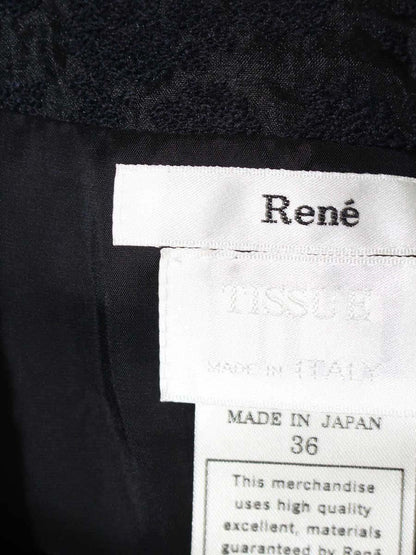 René
TISSUE
MADE IN ITALY
MADE IN JAPAN
36
This merchandise
uses high quality
excellent, materials
guaranteed by René